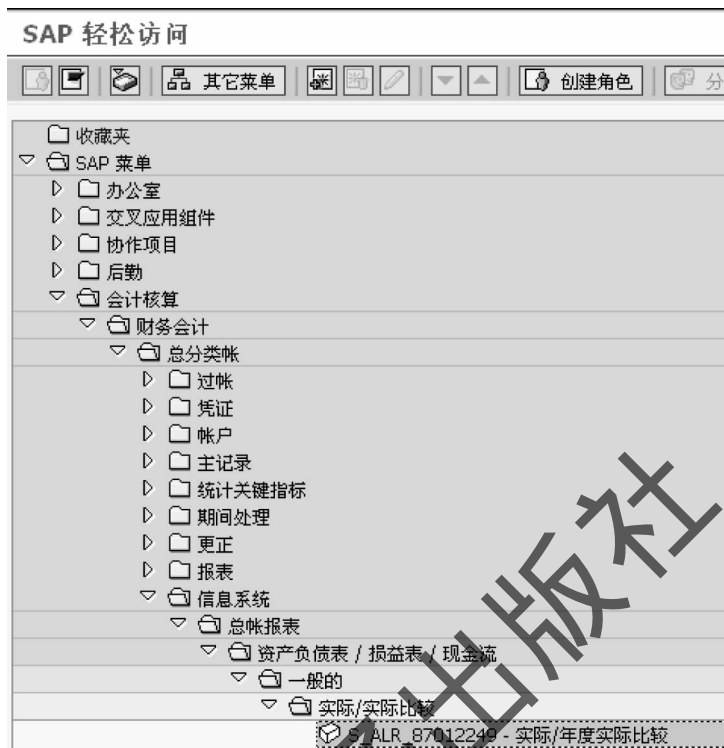 SAP 轻松访问
其它菜单 创建角色 分
收藏夹
SAP 菜单
办公室
交叉应用组件
协作项目
后勤
会计核算
财务会计
总分类帐
过帐
凭证
帐户
主记录
统计关键指标
期间处理
更正
报表
信息系统
总帐报表
资产负债表 / 损益表 / 现金流
一般的
实际/实际比较
S_ALR_87012249 - 实际/年度实际比较
出版社